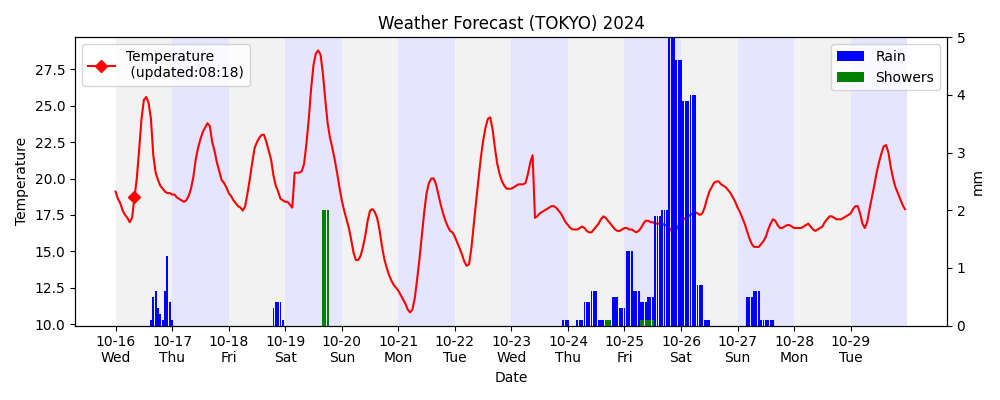 Weather Forecast (TOKYO) 2024
Temperature
(updated:08:18)
Rain
Showers
27.5
25.0
22.5
20.0
17.5
15.0
12.5
10.0
Temperature
5
4
3
2
1
0
mm
10-16 10-17 10-18 10-19 10-20 10-21 10-22 10-23 10-24 10-25 10-26 10-27 10-28 10-29
Wed Thu Fri Sat Sun Mon Tue Wed Thu Fri Sat Sun Mon Tue
Date